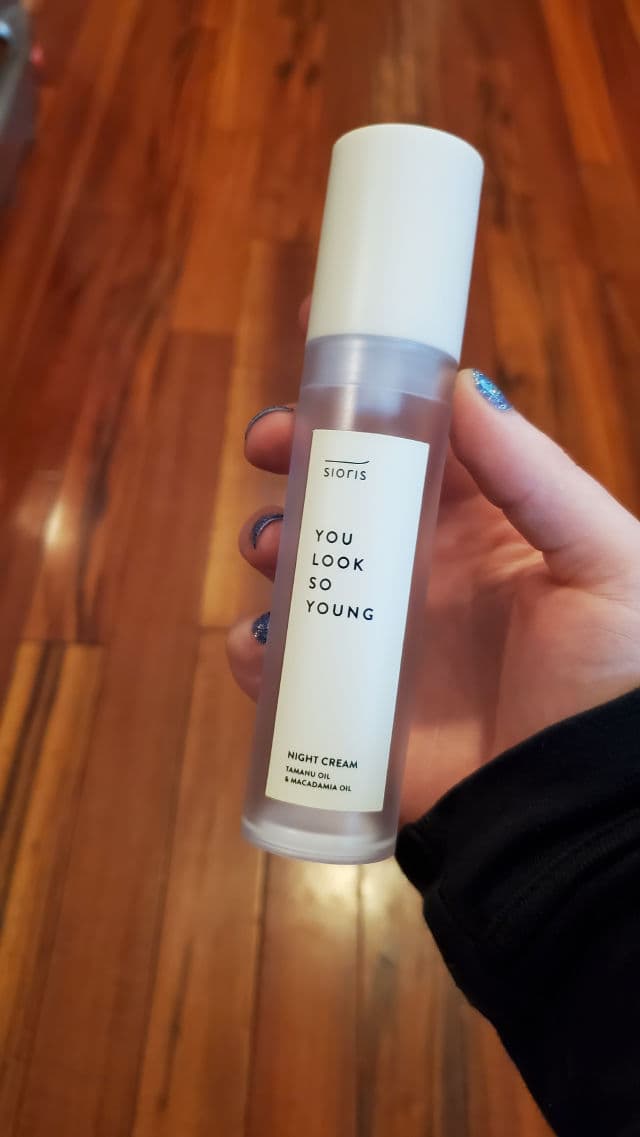 SIORIS
YOU
LOOK
SO
YOUNG
NIGHT CREAM
TAMANU OIL
& MACADAMIA OIL